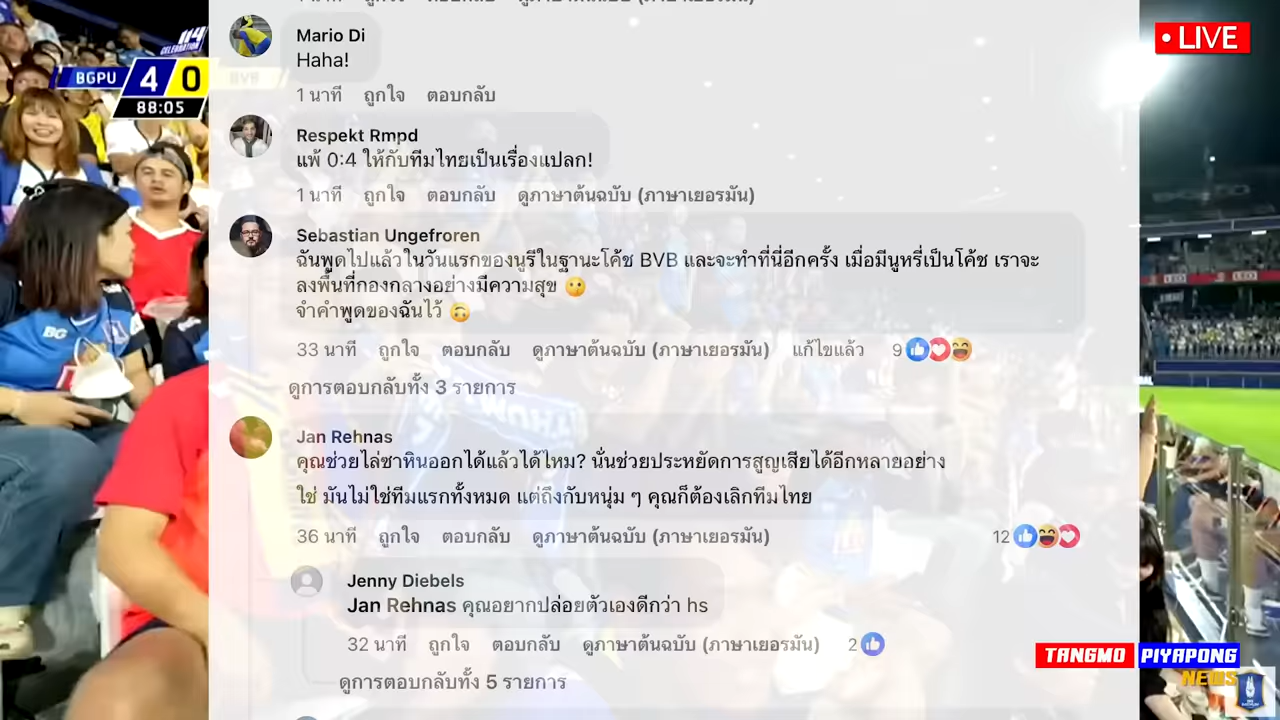 Mario Di
Haha!
1 นาที ถูกใจ ตอบกลับ
Respekt Rmpd
แพ้ 0:4 ให้กับทีมไทยเป็นเรื่องแปลก!
1 นาที ถูกใจ ตอบกลับ ดูภาษาต้นฉบับ (ภาษาเยอรมัน)
Sebastian Ungefroren
ฉันพูดไปแล้วในวันแรกของนูรีในฐานะโค้ช BVB และจะทำที่นี่อีกครั้ง เมื่อมีนูหรี่เป็นโค้ช เราจะ
ลงพื้นที่กองกลางอย่างมีความสุข 😶
จำคำพูดของฉันไว้ 🙃
33 นาที ถูกใจ ตอบกลับ ดูภาษาต้นฉบับ (ภาษาเยอรมัน) แก้ไขแล้ว 9
ดูการตอบกลับทั้ง 3 รายการ
Jan Rehnas
คุณช่วยไล่ซาหินออกได้แล้วได้ไหม? นั่นช่วยประหยัดการสูญเสียได้อีกหลายอย่าง
ใช่ มันไม่ใช่ทีมแรกทั้งหมด แต่ถึงกับหนุ่ม ๆ คุณก็ต้องเลิกทีมไทย
36 นาที ถูกใจ ตอบกลับ ดูภาษาต้นฉบับ (ภาษาเยอรมัน) 12
Jenny Diebels
Jan Rehnas คุณอยากปล่อยตัวเองดีกว่า hs
32 นาที ถูกใจ ตอบกลับ ดูภาษาต้นฉบับ (ภาษาเยอรมัน) 2
ดูการตอบกลับทั้ง 5 รายการ
114
CELEBRATION
BGPU 4 0 BVB
88:05
BG
LIVE
LEO
TANGMO PIYAPONG
NEWS